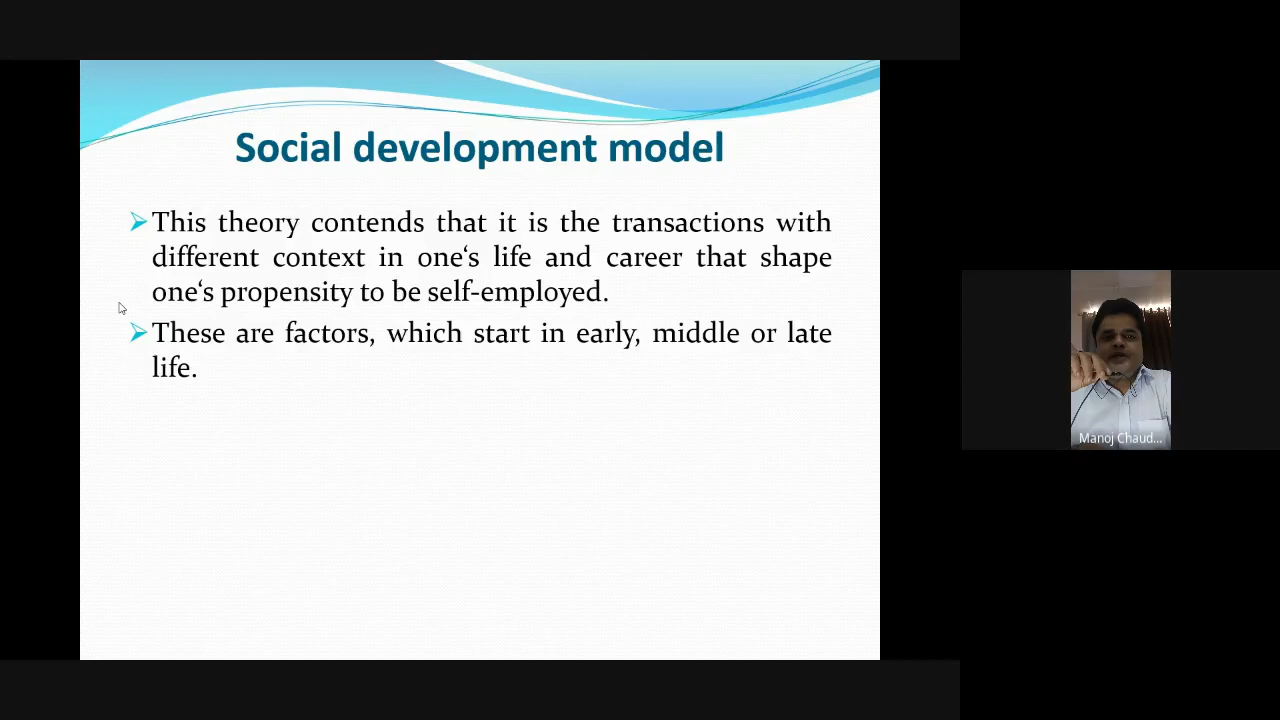 Social development model
This theory contends that it is the transactions with
different context in one‘s life and career that shape
one‘s propensity to be self-employed.
These are factors, which start in early, middle or late
life.
Manoj Chaud...